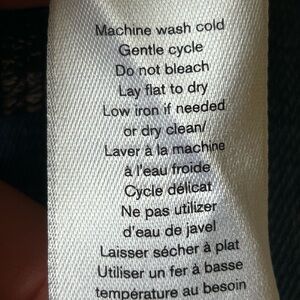 Machine wash cold
Gentle cycle
Do not bleach
Lay flat to dry
Low iron if needed
or dry clean/
Laver à la machine
à l'eau froide
Cycle délicat
Ne pas utiliser
d'eau de javel
Laisser sécher à plat
Utiliser un fer à basse
température au besoin